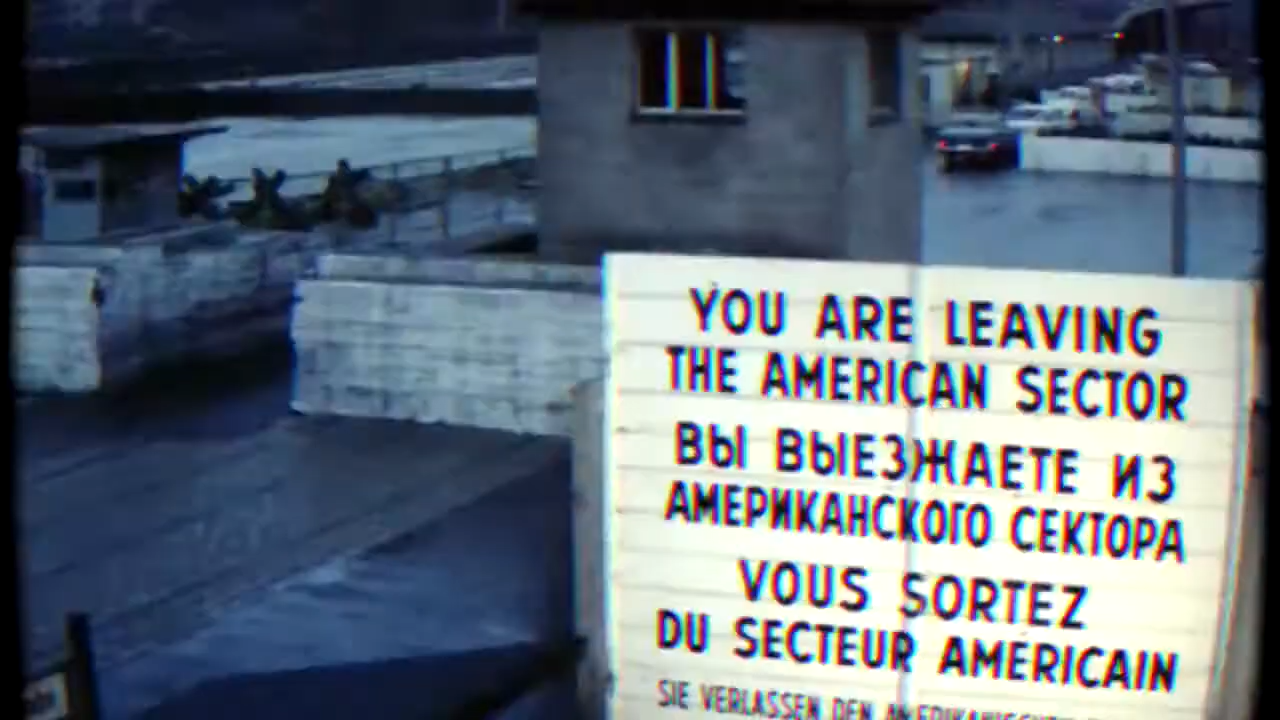 YOU ARE LEAVING
THE AMERICAN SECTOR
ВЫ ВЫЕЗЖАЕТЕ ИЗ
АМЕРИКАНСКОГО СЕКТОРА
VOUS SORTEZ
DU SECTEUR AMERICAIN
SIE VERLASSEN DEN